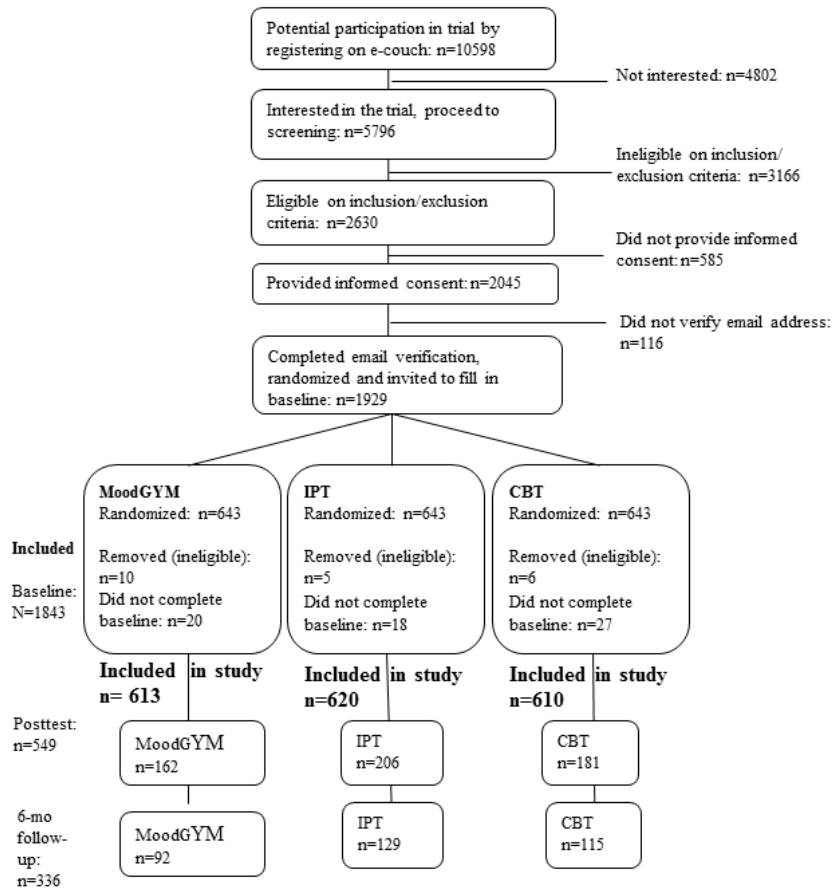 Potential participation in trial by
registering on e-couch: n=10598
Not interested: n=4802
Interested in the trial, proceed to
screening: n=5796
Ineligible on inclusion/
exclusion criteria: n=3166
Eligible on inclusion/exclusion
criteria: n=2630
Did not provide informed
consent: n=585
Provided informed consent: n=2045
Did not verify email address:
n=116
Completed email verification,
randomized and invited to fill in
baseline: n=1929
MoodGYM
Randomized: n=643
Removed (ineligible):
n=10
Did not complete
baseline: n=20
IPT
Randomized: n=643
Removed (ineligible):
n=5
Did not complete
baseline: n=18
CBT
Randomized: n=643
Removed (ineligible):
n=6
Did not complete
baseline: n=27
Included
Baseline:
N=1843
Included in study
n= 613
Included in study
n=620
Included in study
n=610
Posttest:
n=549
MoodGYM
n=162
IPT
n=206
CBT
n=181
6-mo
follow-
up:
n=336
MoodGYM
n=92
IPT
n=129
CBT
n=115